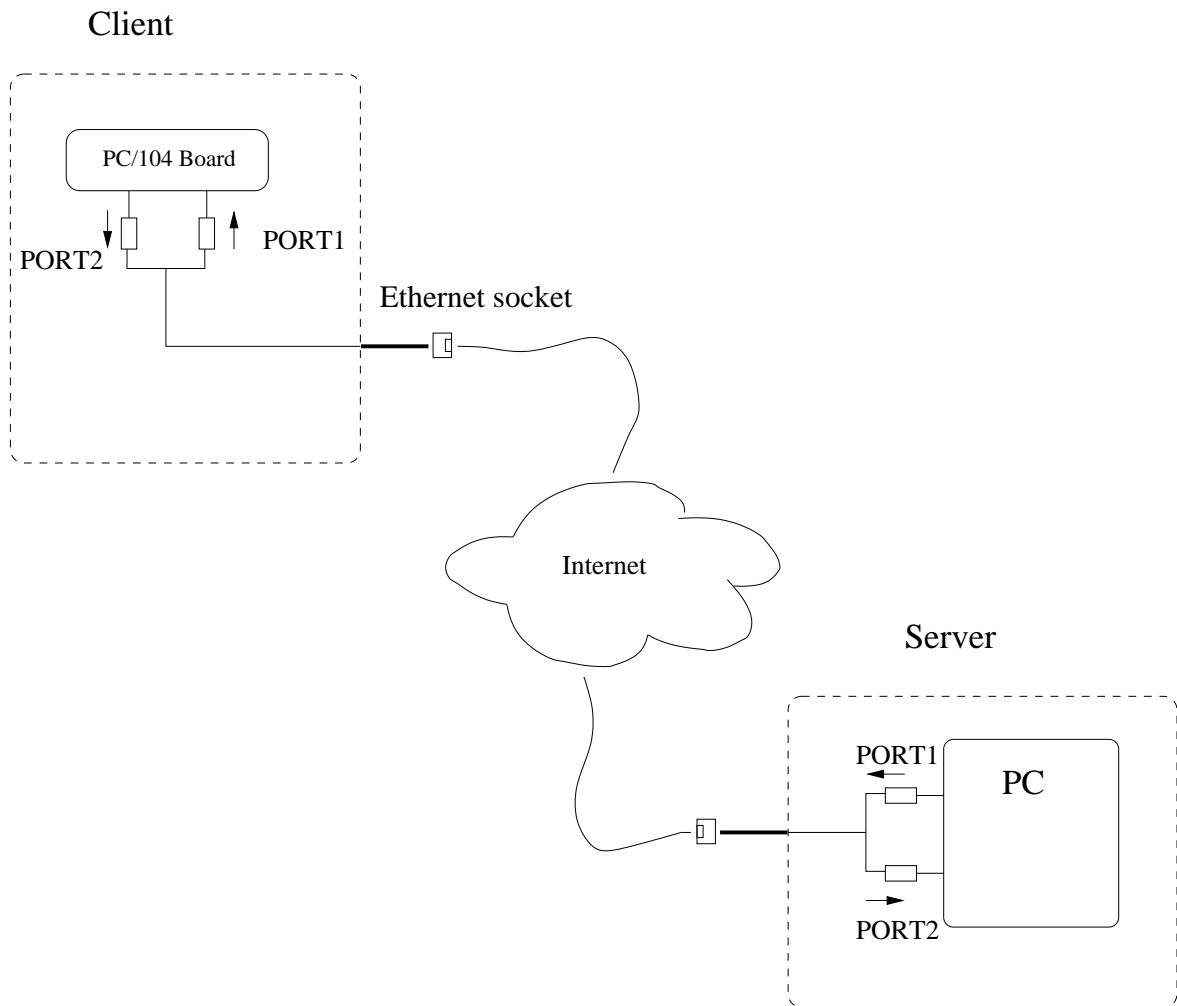 Client
PC/104 Board
PORT2
PORT1
Ethernet socket
Internet
Server
PORT1
PC
PORT2